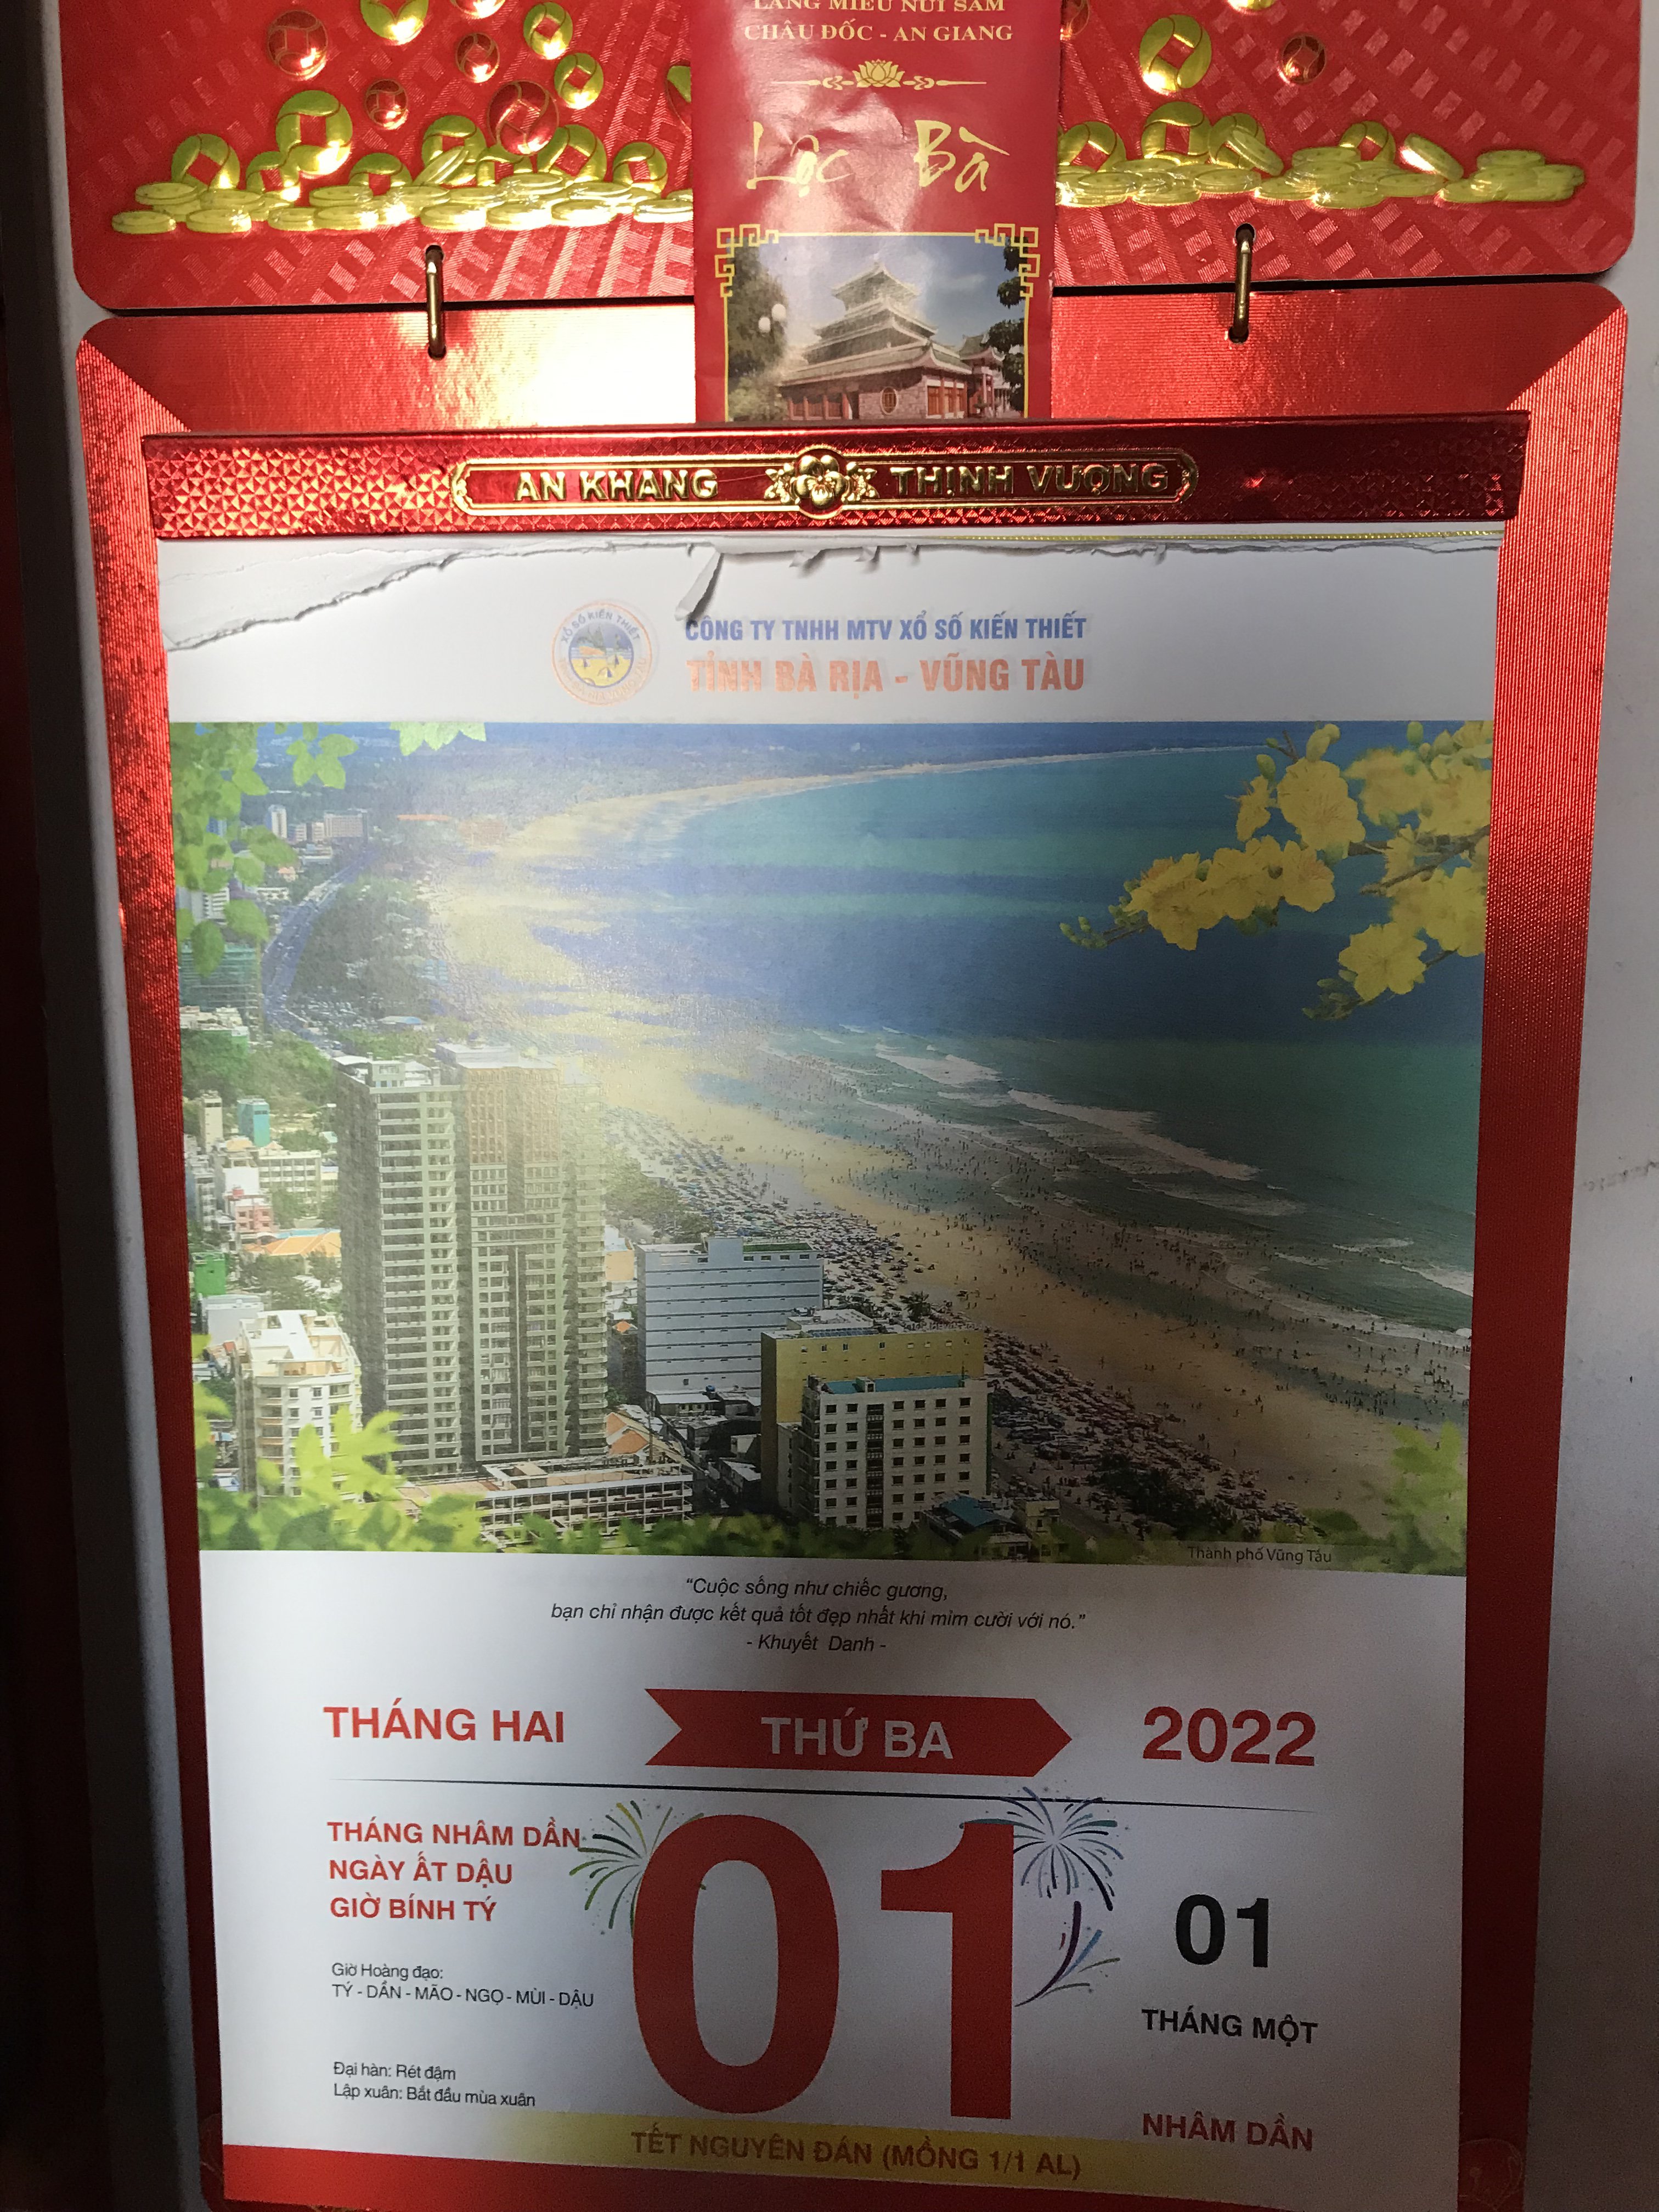 LĂNG MIẾU NÚI SAM
CHÂU ĐỐC - AN GIANG
Lộc Bà
AN KHANG THỊNH VƯỢNG
XỔ SỐ KIẾN THIẾT
CÔNG TY TNHH MTV XỔ SỐ KIẾN THIẾT
TỈNH BÀ RỊA - VŨNG TÀU
Thành phố Vũng Tàu
“Cuộc sống như chiếc gương,
bạn chỉ nhận được kết quả tốt đẹp nhất khi mỉm cười với nó.”
- Khuyết Danh -
THÁNG HAI THỨ BA 2022
THÁNG NHÂM DẦN
NGÀY ẤT DẬU
GIỜ BÍNH TÝ
Giờ Hoàng đạo:
TÝ - DẦN - MÃO - NGỌ - MÙI - DẬU
Đại hàn: Rét đậm
Lập xuân: Bắt đầu mùa xuân
01
01
THÁNG MỘT
NHÂM DẦN
TẾT NGUYÊN ĐÁN (MỒNG 1/1 AL)